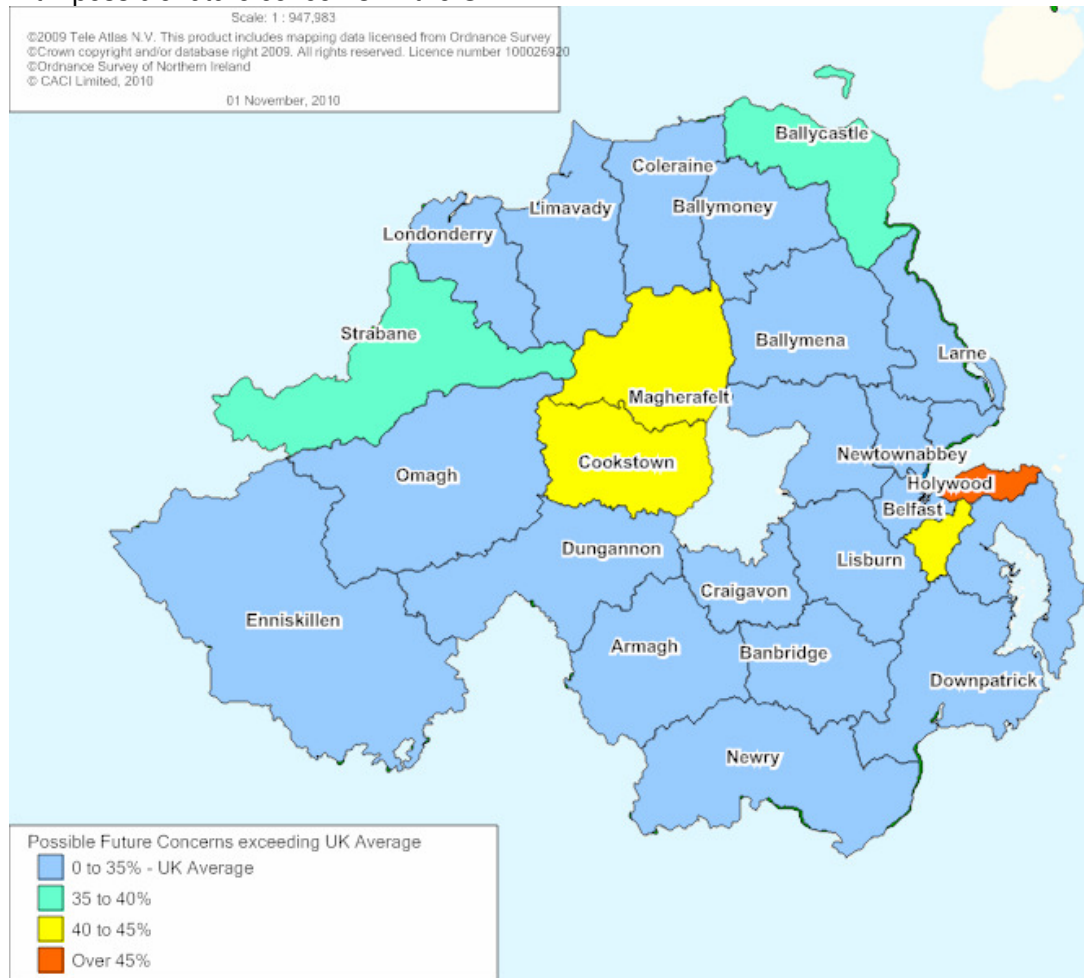 Scale: 1 : 947,983
©2009 Tele Atlas N.V. This product includes mapping data licensed from Ordnance Survey
©Crown copyright and/or database right 2009. All rights reserved. Licence number 100026920
©Ordnance Survey of Northern Ireland
© CACI Limited, 2010
01 November, 2010
Ballycastle
Coleraine
Limavady
Ballymoney
Londonderry
Strabane
Ballymena
Larne
Magherafelt
Newtownabbey
Cookstown
Omagh
Holywood
Belfast
Dungannon
Lisburn
Craigavon
Enniskillen
Armagh
Banbridge
Downpatrick
Newry
Possible Future Concerns exceeding UK Average
0 to 35% - UK Average
35 to 40%
40 to 45%
Over 45%